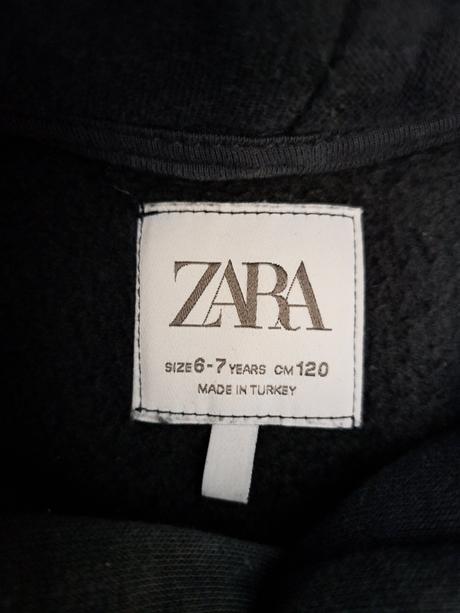 ZARA
SIZE 6-7 YEARS CM 120
MADE IN TURKEY